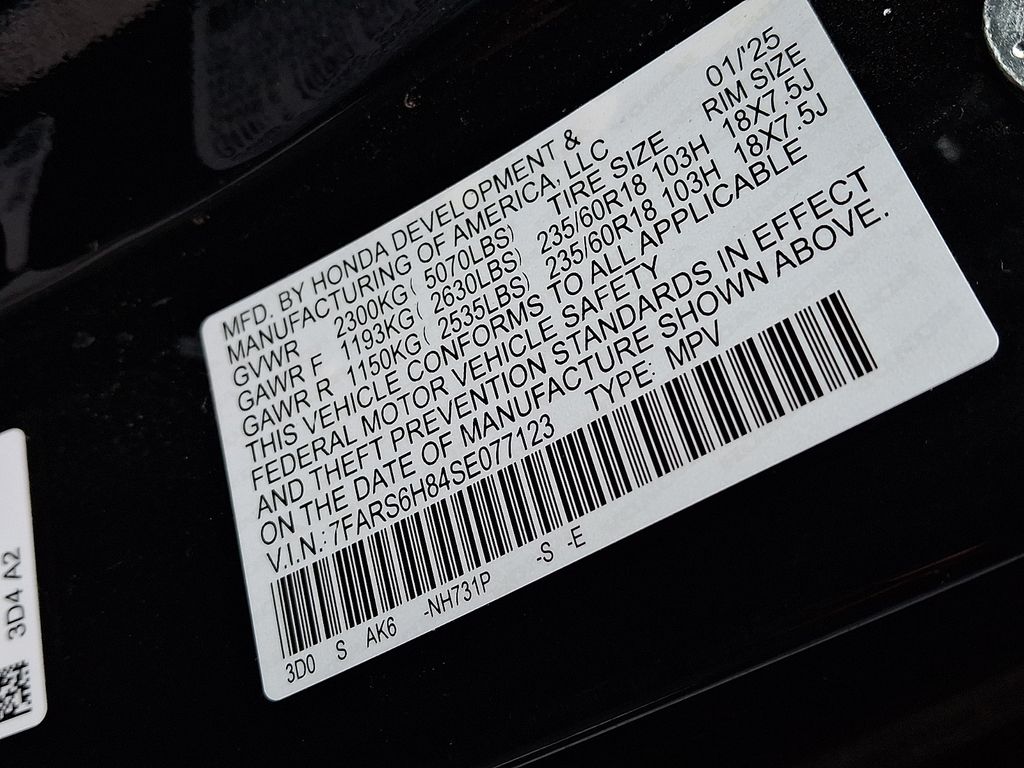 01/'25
MFD. BY HONDA DEVELOPMENT &
MANUFACTURING OF AMERICA, LLC
TIRE SIZE RIM SIZE
GVWR 2300KG( 5070LBS)
GAWR F 1193KG( 2630LBS) 235/60R18 103H 18X7.5J
GAWR R 1150KG( 2535LBS) 235/60R18 103H 18X7.5J
THIS VEHICLE CONFORMS TO ALL APPLICABLE
FEDERAL MOTOR VEHICLE SAFETY
AND THEFT PREVENTION STANDARDS IN EFFECT
ON THE DATE OF MANUFACTURE SHOWN ABOVE.
V.I.N.:7FARS6H84SE077123 TYPE: MPV
3D0 S AK6 -NH731P -S -E
3D4 A2